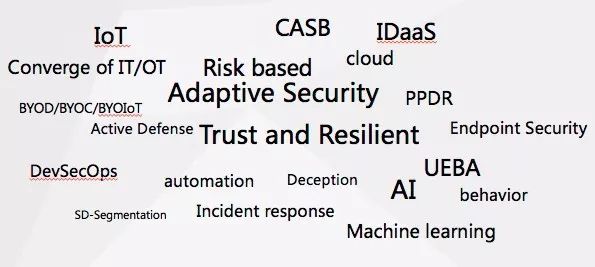 IoT
CASB
IDaaS
Converge of IT/OT
Risk based
cloud
Adaptive Security
PPDR
BYOD/BYOC/BYOIoT
Active Defense
Trust and Resilient
Endpoint Security
DevSecOps
automation
Deception
UEBA
AI
behavior
SD-Segmentation
Incident response
Machine learning